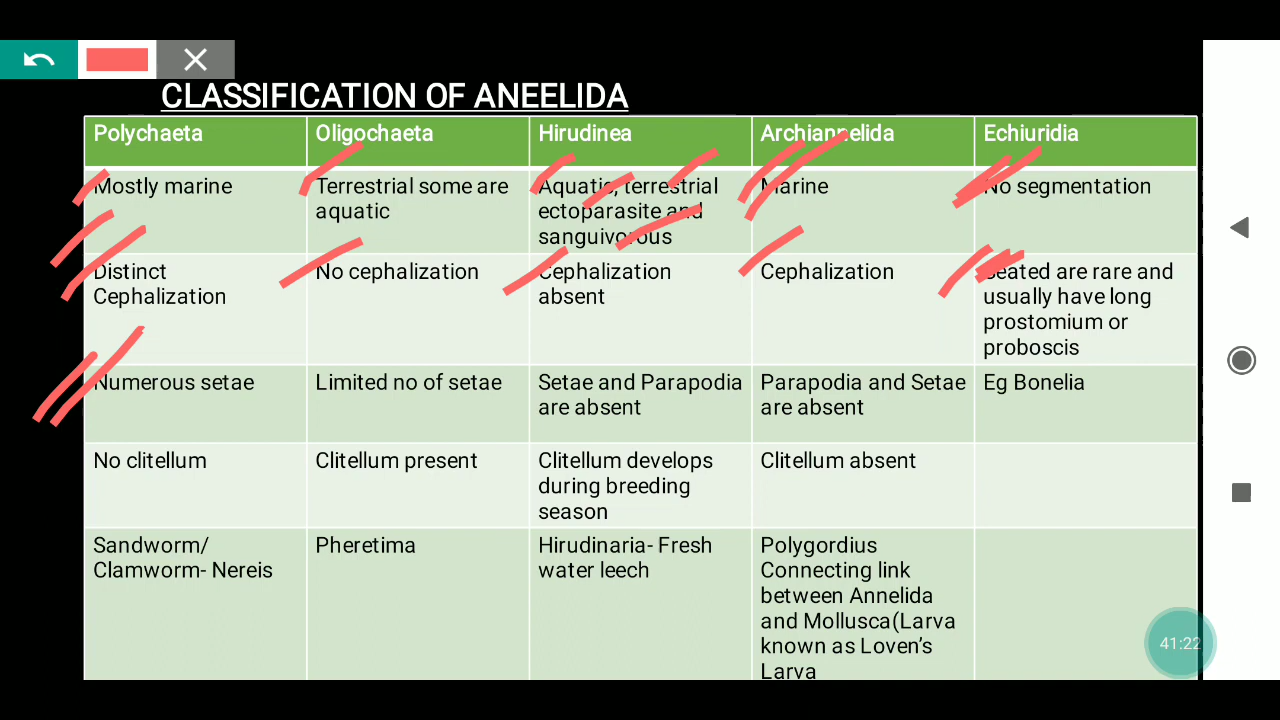 CLASSIFICATION OF ANEELIDA
Polychaeta
Oligochaeta
Hirudinea
Archiannelida
Echiuridia
Mostly marine
Terrestrial some are
aquatic
Aquatic, terrestrial
ectoparasite and
sanguivorous
Marine
No segmentation
Distinct
Cephalization
No cephalization
Cephalization
absent
Cephalization
are rare and
usually have long
prostomium or
proboscis
Numerous setae
Limited no of setae
Setae and Parapodia
are absent
Parapodia and Setae
are absent
Eg Bonelia
No clitellum
Clitellum present
Clitellum develops
during breeding
season
Clitellum absent
Sandworm/
Clamworm- Nereis
Pheretima
Hirudinaria- Fresh
water leech
Polygordius
Connecting link
between Annelida
and Mollusca(Larva
known as Loven's
Larva
41:22